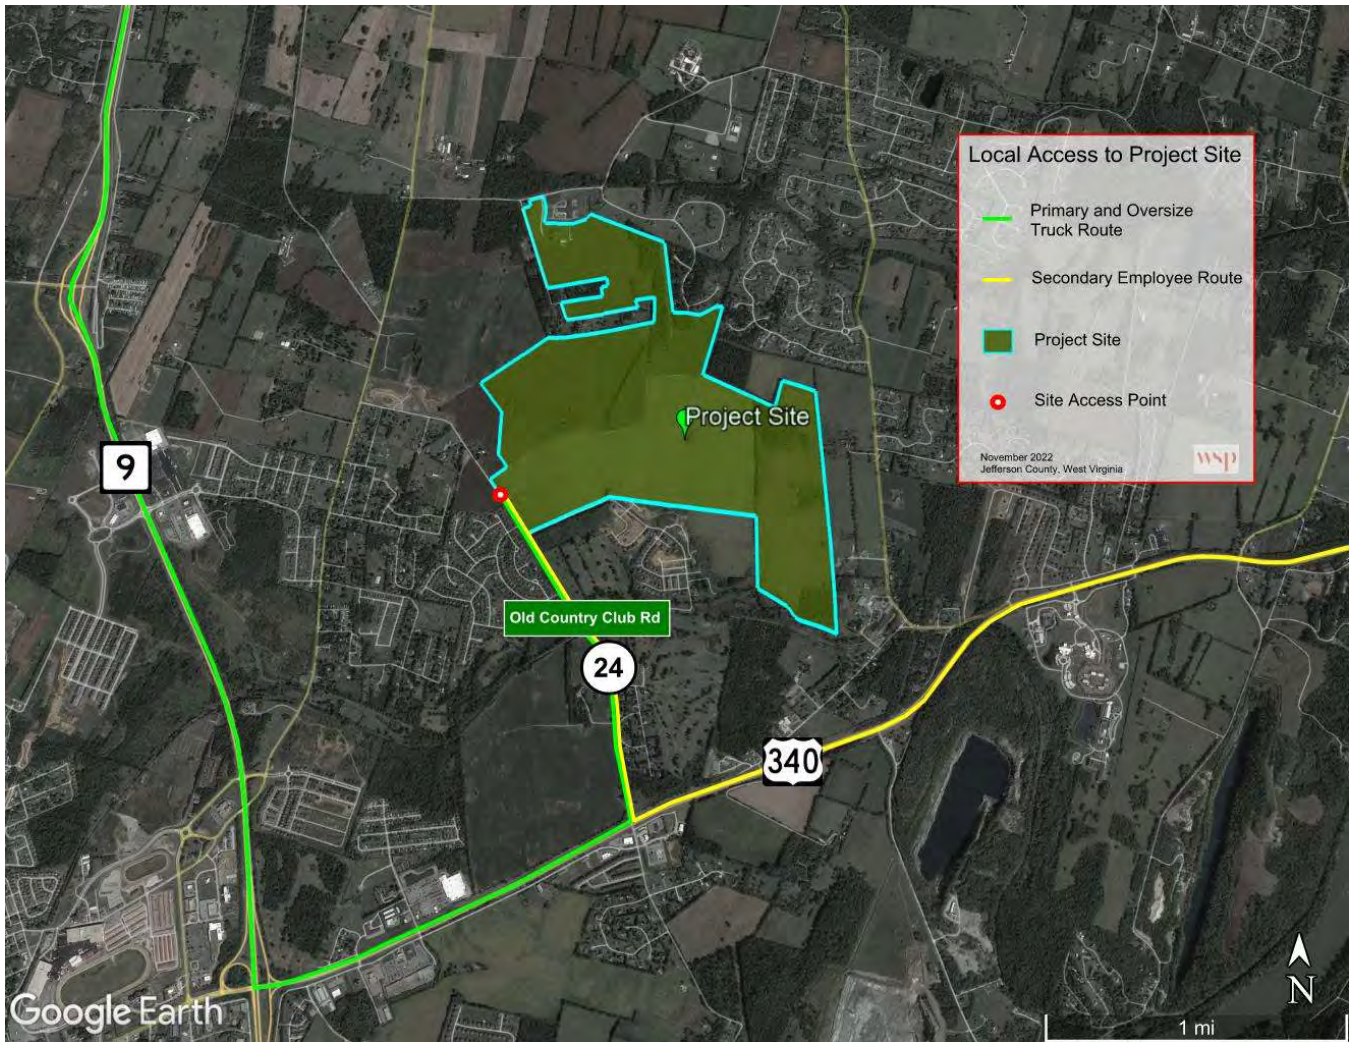 Local Access to Project Site
Primary and Oversize
Truck Route
Secondary Employee Route
Project Site
Site Access Point
November 2022
Jefferson County, West Virginia
wsp
Project Site
9
Old Country Club Rd
24
340
Google Earth
N
1 mi